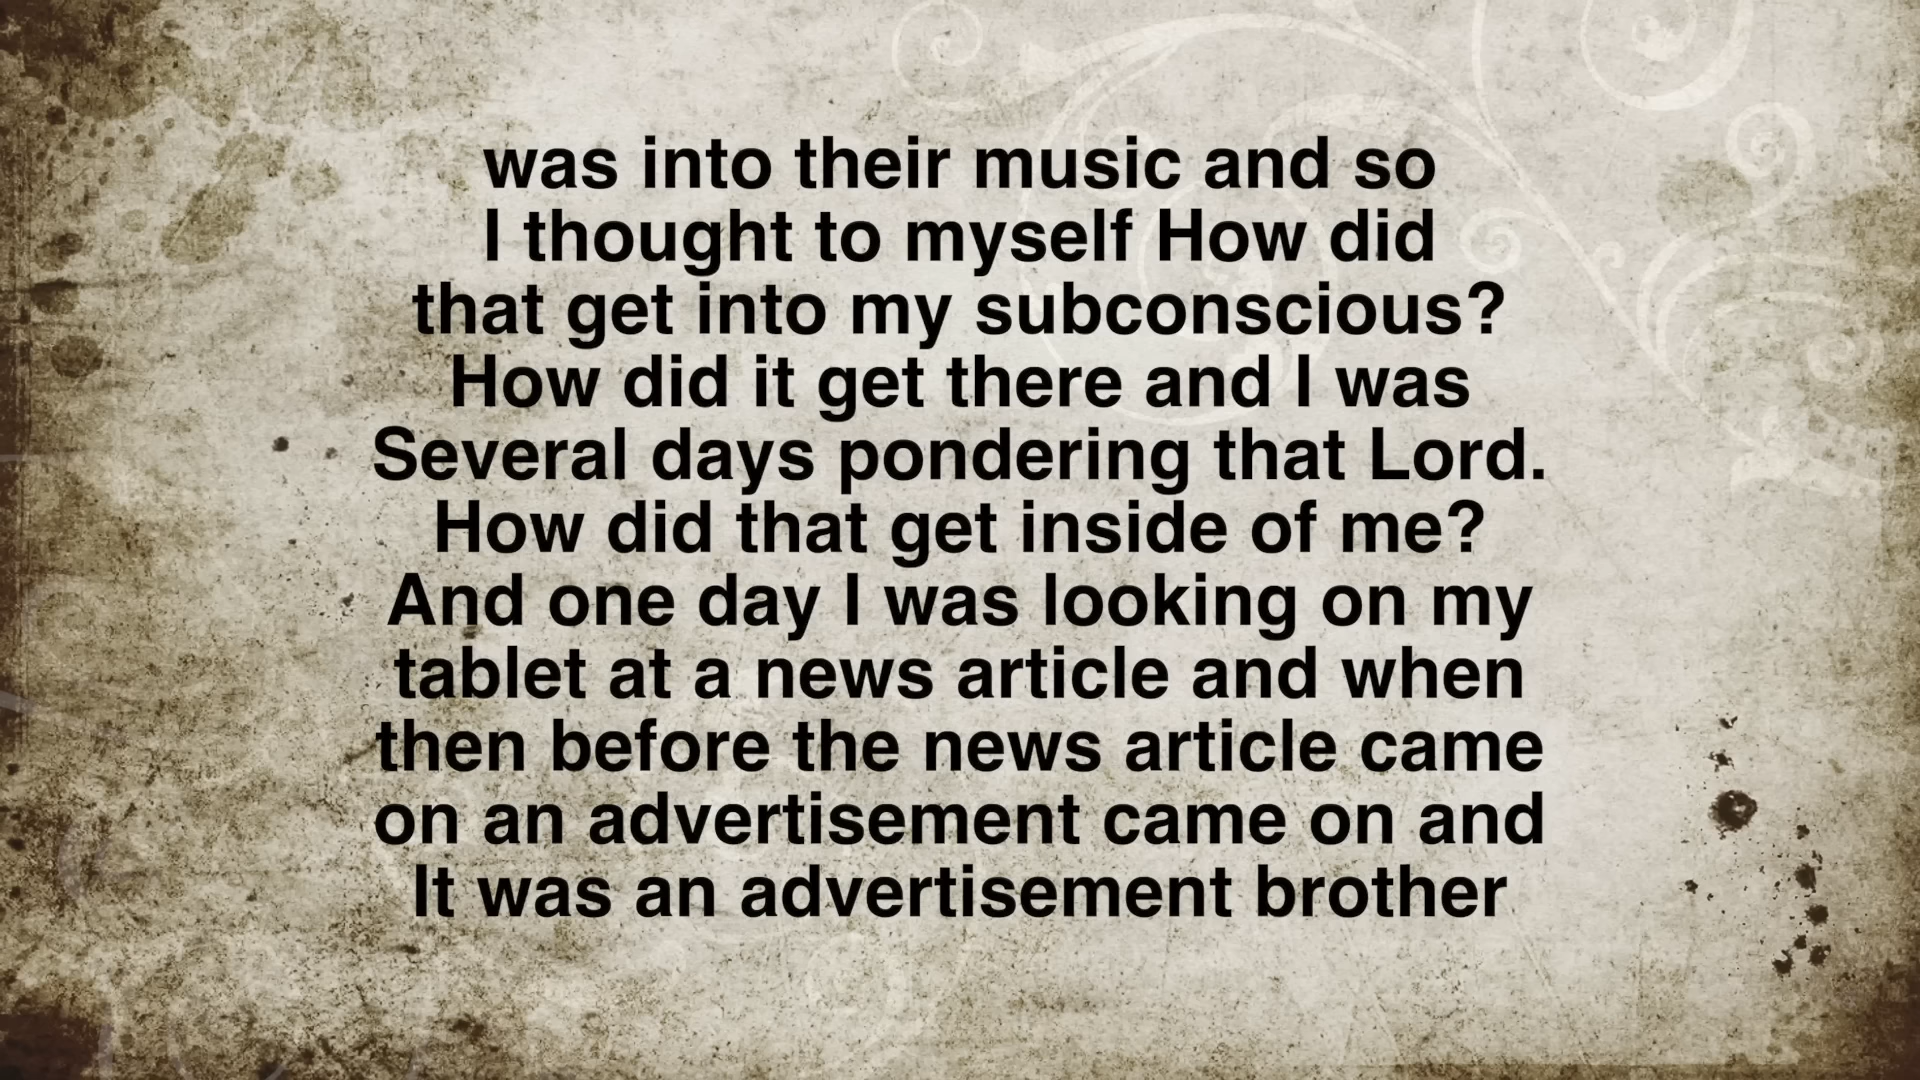 was into their music and so
I thought to myself How did
that get into my subconscious?
How did it get there and I was
Several days pondering that Lord.
How did that get inside of me?
And one day I was looking on my
tablet at a news article and when
then before the news article came
on an advertisement came on and
It was an advertisement brother